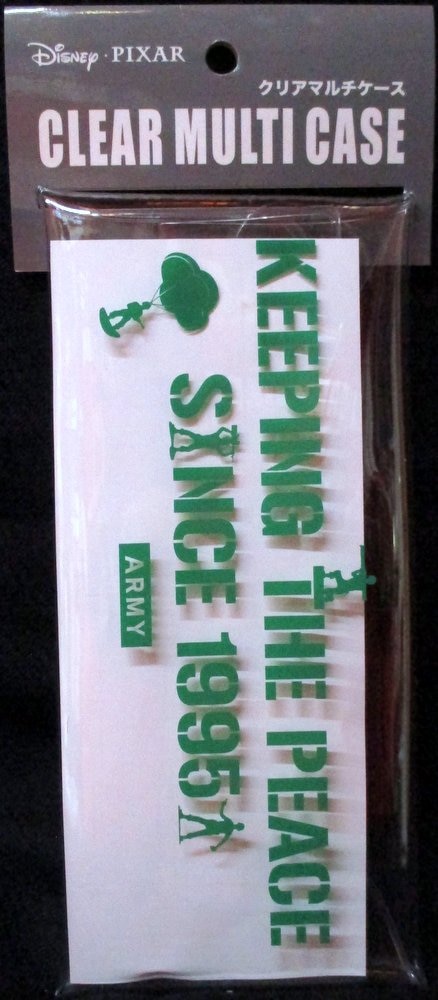 Disney · PIXAR
クリアマルチケース
CLEAR MULTI CASE
KEEPING THE PEACE
SINCE 1995
ARMY